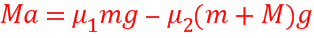 Ma = μ₁mg – μ₂(m + M)g